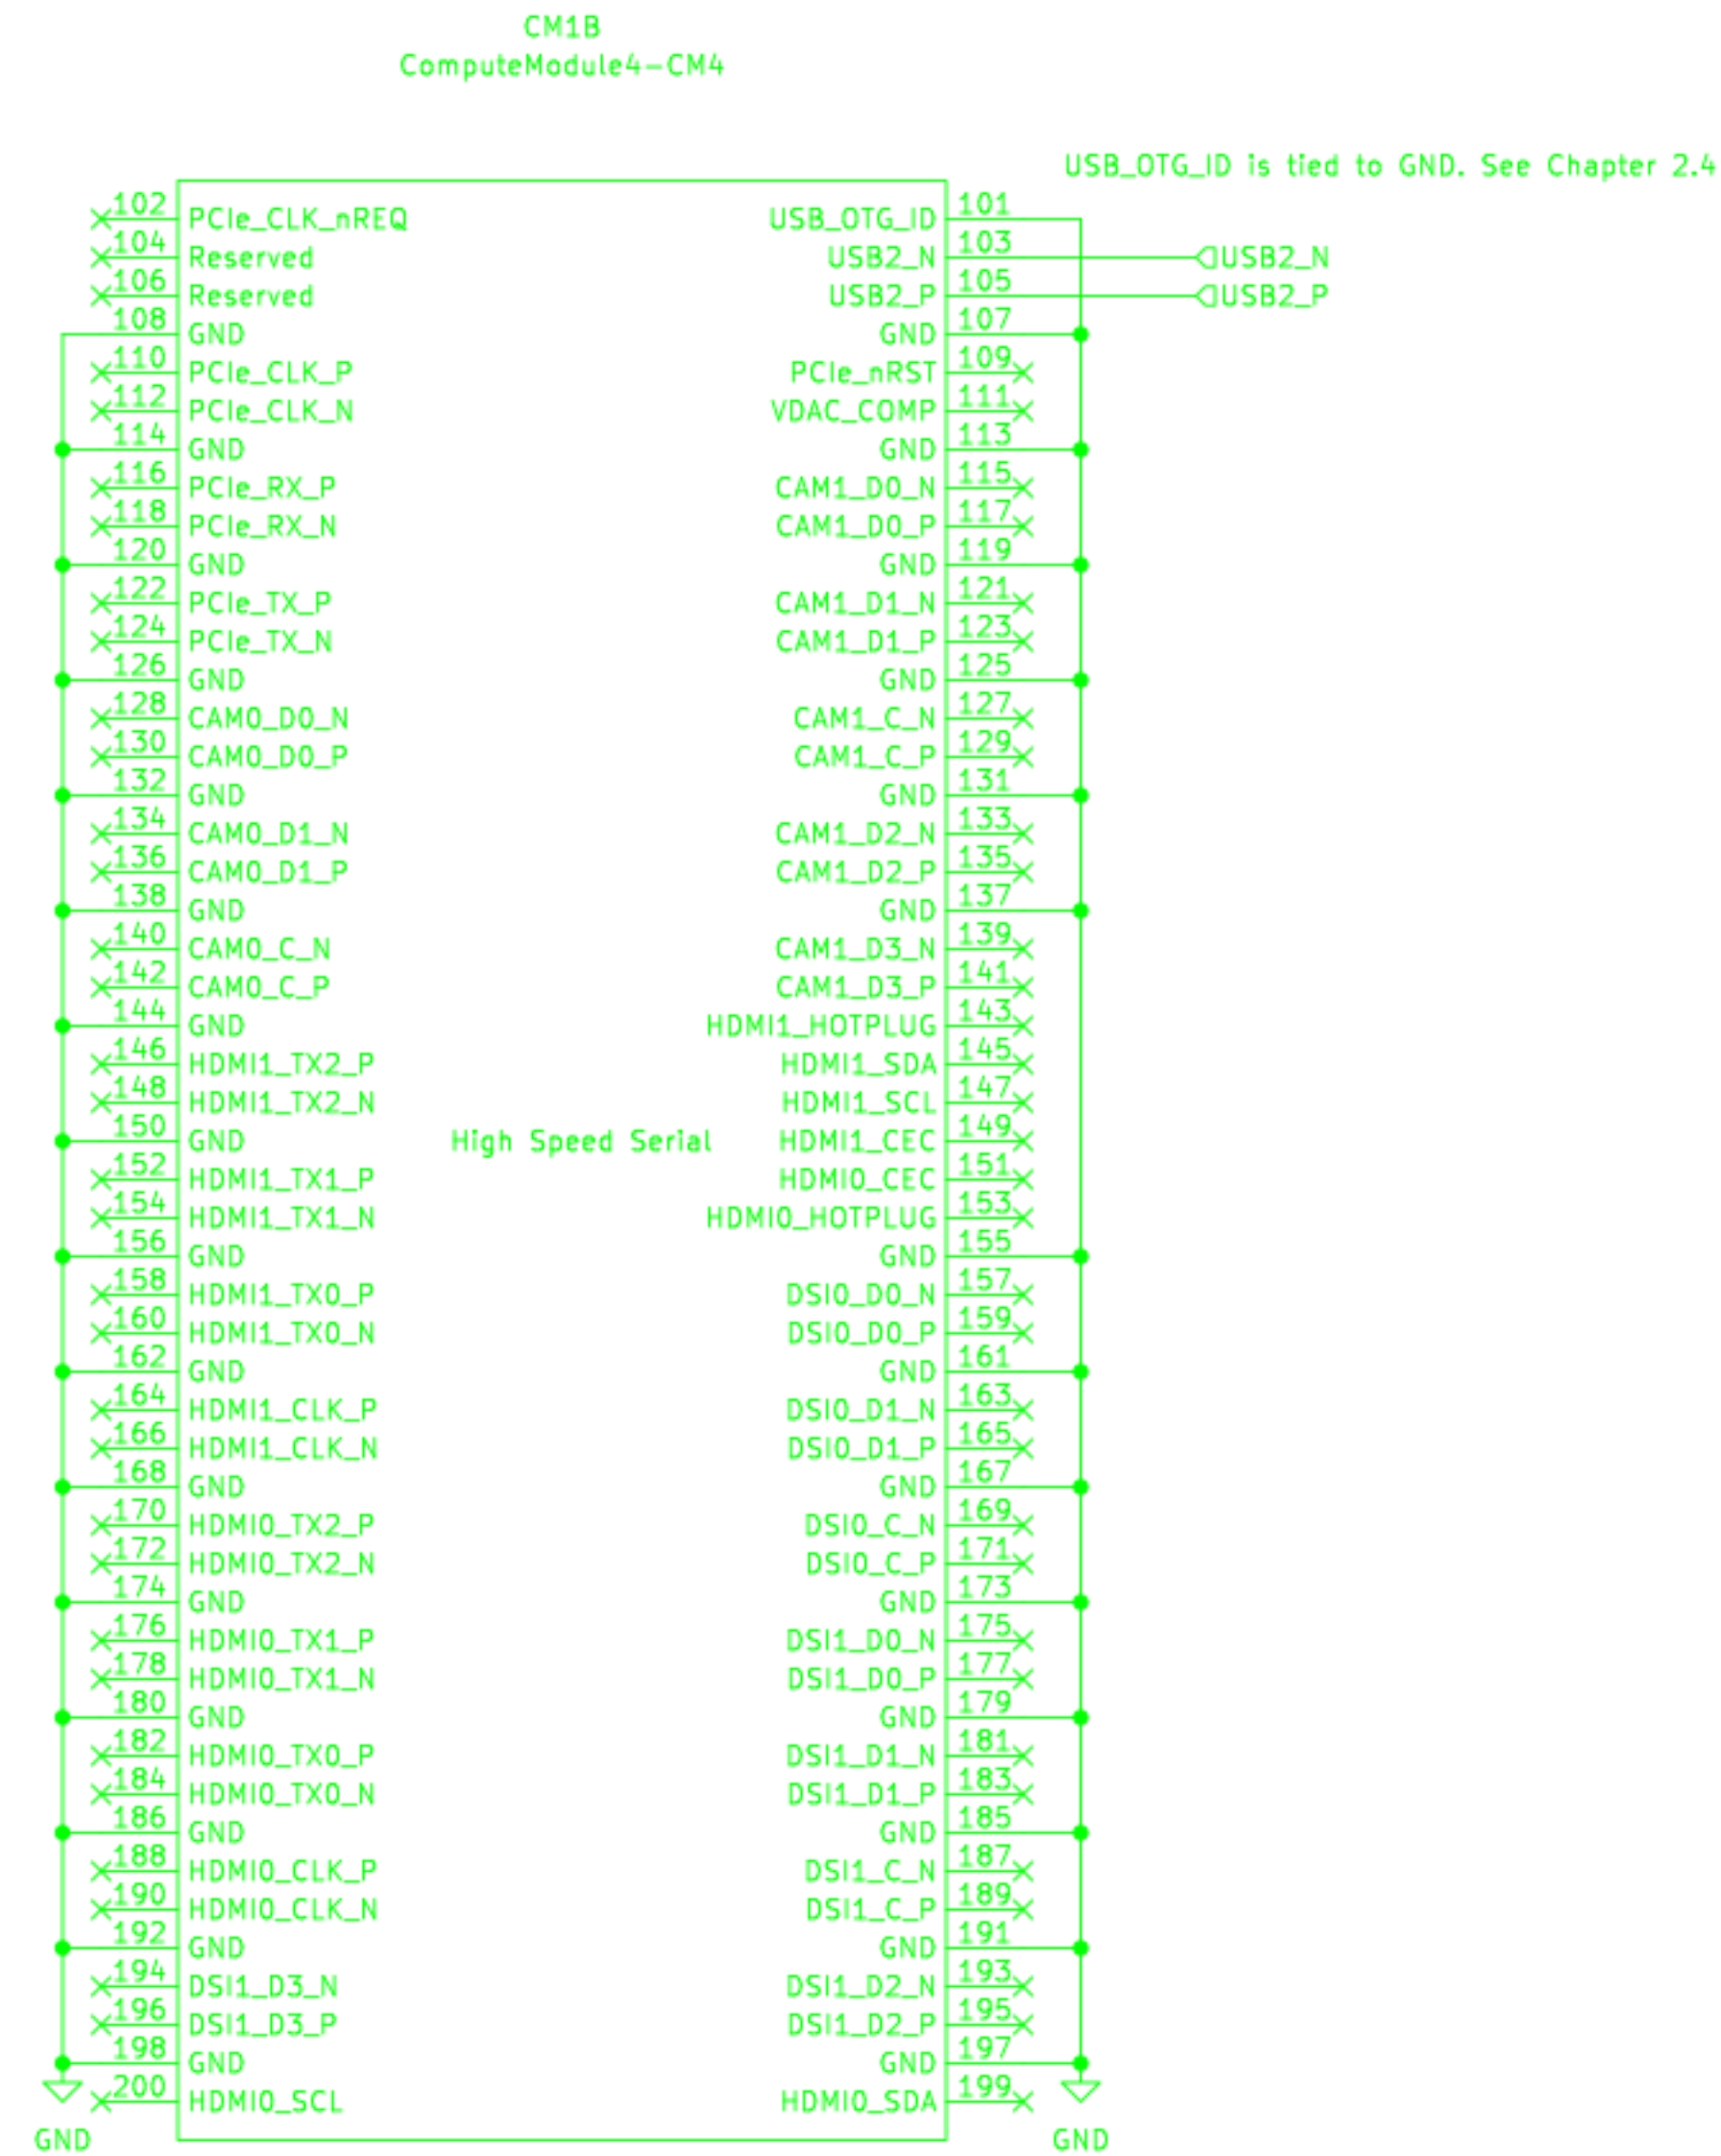 CM1B
ComputeModule4-CM4
USB_OTG_ID is tied to GND. See Chapter 2.4
102 PCIe_CLK_nREQ USB_OTG_ID 101
104 Reserved USB2_N 103 USB2_N
106 Reserved USB2_P 105 USB2_P
108 GND GND 107
110 PCIe_CLK_P PCIe_nRST 109
112 PCIe_CLK_N VDAC_COMP 111
114 GND GND 113
116 PCIe_RX_P CAM1_D0_N 115
118 PCIe_RX_N CAM1_D0_P 117
120 GND GND 119
122 PCIe_TX_P CAM1_D1_N 121
124 PCIe_TX_N CAM1_D1_P 123
126 GND GND 125
128 CAM0_D0_N CAM1_C_N 127
130 CAM0_D0_P CAM1_C_P 129
132 GND GND 131
134 CAM0_D1_N CAM1_D2_N 133
136 CAM0_D1_P CAM1_D2_P 135
138 GND GND 137
140 CAM0_C_N CAM1_D3_N 139
142 CAM0_C_P CAM1_D3_P 141
144 GND HDMI1_HOTPLUG 143
146 HDMI1_TX2_P HDMI1_SDA 145
148 HDMI1_TX2_N HDMI1_SCL 147
150 GND High Speed Serial HDMI1_CEC 149
152 HDMI1_TX1_P HDMI0_CEC 151
154 HDMI1_TX1_N HDMI0_HOTPLUG 153
156 GND GND 155
158 HDMI1_TX0_P DSI0_D0_N 157
160 HDMI1_TX0_N DSI0_D0_P 159
162 GND GND 161
164 HDMI1_CLK_P DSI0_D1_N 163
166 HDMI1_CLK_N DSI0_D1_P 165
168 GND GND 167
170 HDMI0_TX2_P DSI0_C_N 169
172 HDMI0_TX2_N DSI0_C_P 171
174 GND GND 173
176 HDMI0_TX1_P DSI1_D0_N 175
178 HDMI0_TX1_N DSI1_D0_P 177
180 GND GND 179
182 HDMI0_TX0_P DSI1_D1_N 181
184 HDMI0_TX0_N DSI1_D1_P 183
186 GND GND 185
188 HDMI0_CLK_P DSI1_C_N 187
190 HDMI0_CLK_N DSI1_C_P 189
192 GND GND 191
194 DSI1_D3_N DSI1_D2_N 193
196 DSI1_D3_P DSI1_D2_P 195
198 GND GND 197
200 HDMI0_SCL HDMI0_SDA 199
GND GND